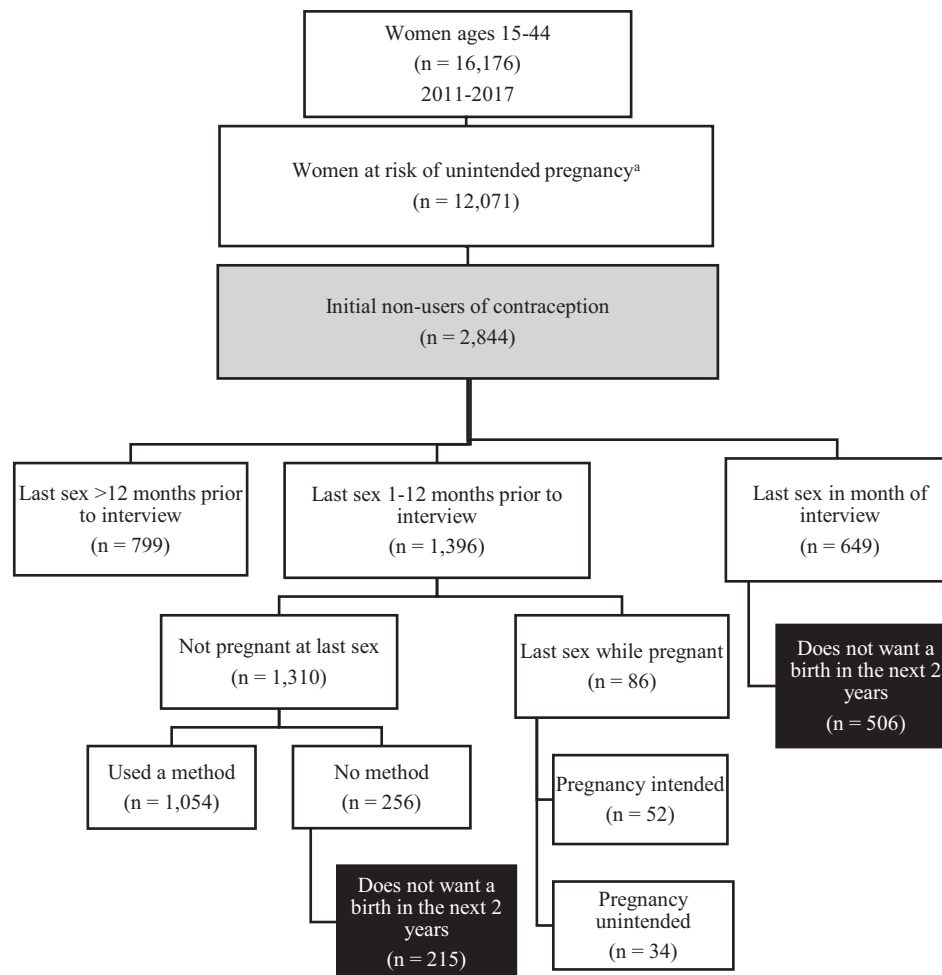 Women ages 15-44
(n = 16,176)
2011-2017
Women at risk of unintended pregnancyᵃ
(n = 12,071)
Initial non-users of contraception
(n = 2,844)
Last sex >12 months prior
to interview
(n = 799)
Last sex 1-12 months prior to
interview
(n = 1,396)
Last sex in month of
interview
(n = 649)
Not pregnant at last sex
(n = 1,310)
Last sex while pregnant
(n = 86)
Does not want a
birth in the next 2
years
(n = 506)
Used a method
(n = 1,054)
No method
(n = 256)
Pregnancy intended
(n = 52)
Does not want a
birth in the next 2
years
(n = 215)
Pregnancy
unintended
(n = 34)